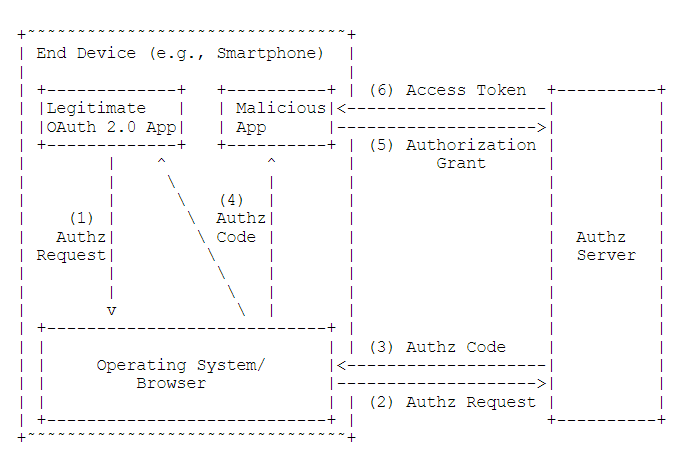 End Device (e.g., Smartphone)
(6) Access Token
Legitimate
OAuth 2.0 App
Malicious
App
(5) Authorization
Grant
(4)
(1)
Authz
Authz
Code
Request
Authz
Server
(3) Authz Code
Operating System/
Browser
(2) Authz Request